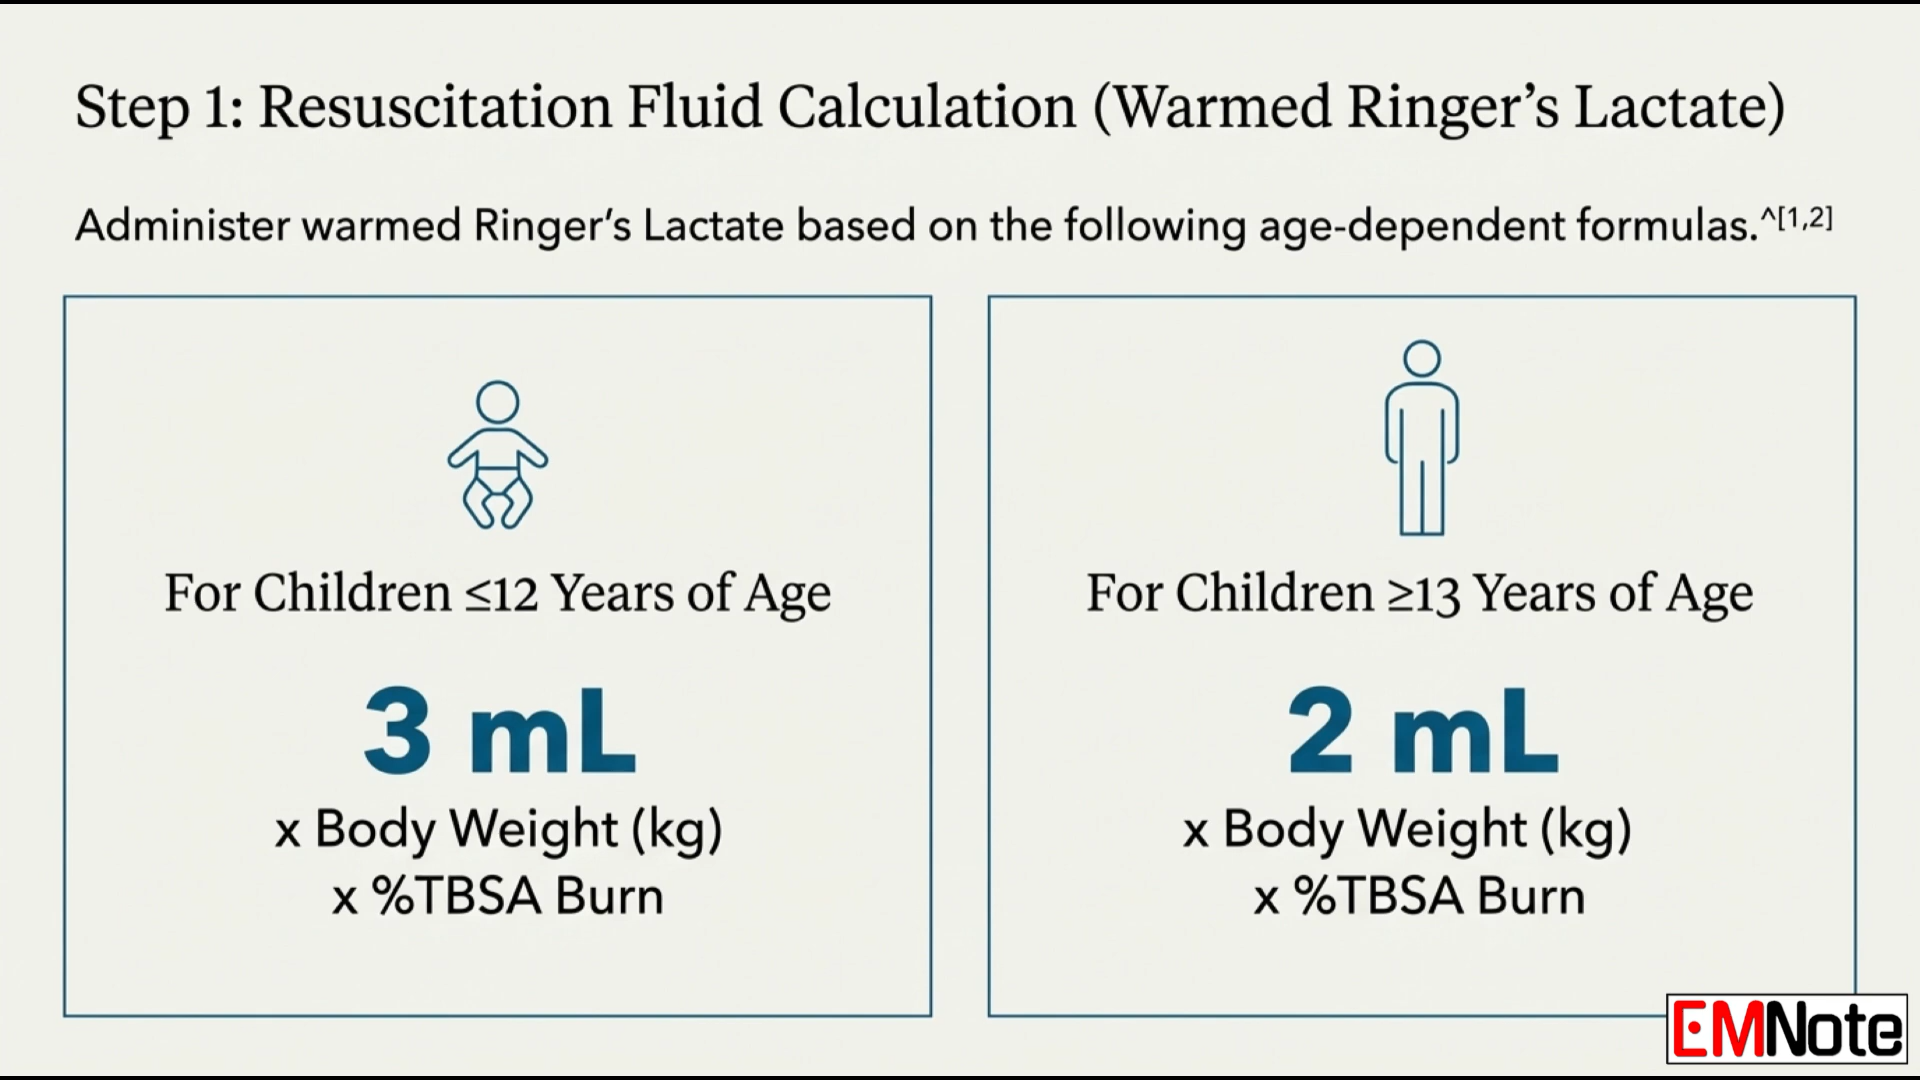 Step 1: Resuscitation Fluid Calculation (Warmed Ringer’s Lactate)
Administer warmed Ringer’s Lactate based on the following age-dependent formulas.^[1,2]
For Children ≤12 Years of Age
3 mL
x Body Weight (kg)
x %TBSA Burn
For Children ≥13 Years of Age
2 mL
x Body Weight (kg)
x %TBSA Burn
EMNote